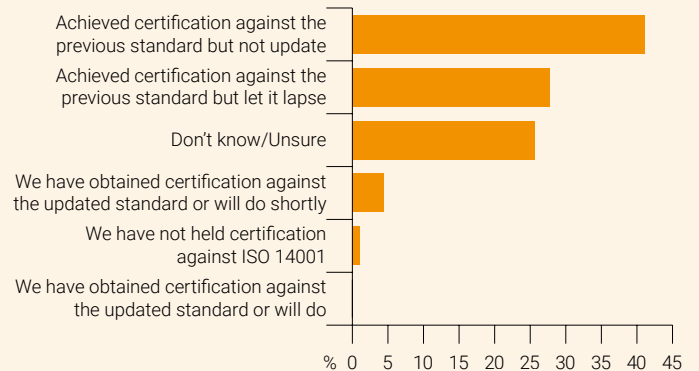 Achieved certification against the
previous standard but not update
Achieved certification against the
previous standard but let it lapse
Don’t know/Unsure
We have obtained certification against
the updated standard or will do shortly
We have not held certification
against ISO 14001
We have obtained certification against
the updated standard or will do
% 0 5 10 15 20 25 30 35 40 45